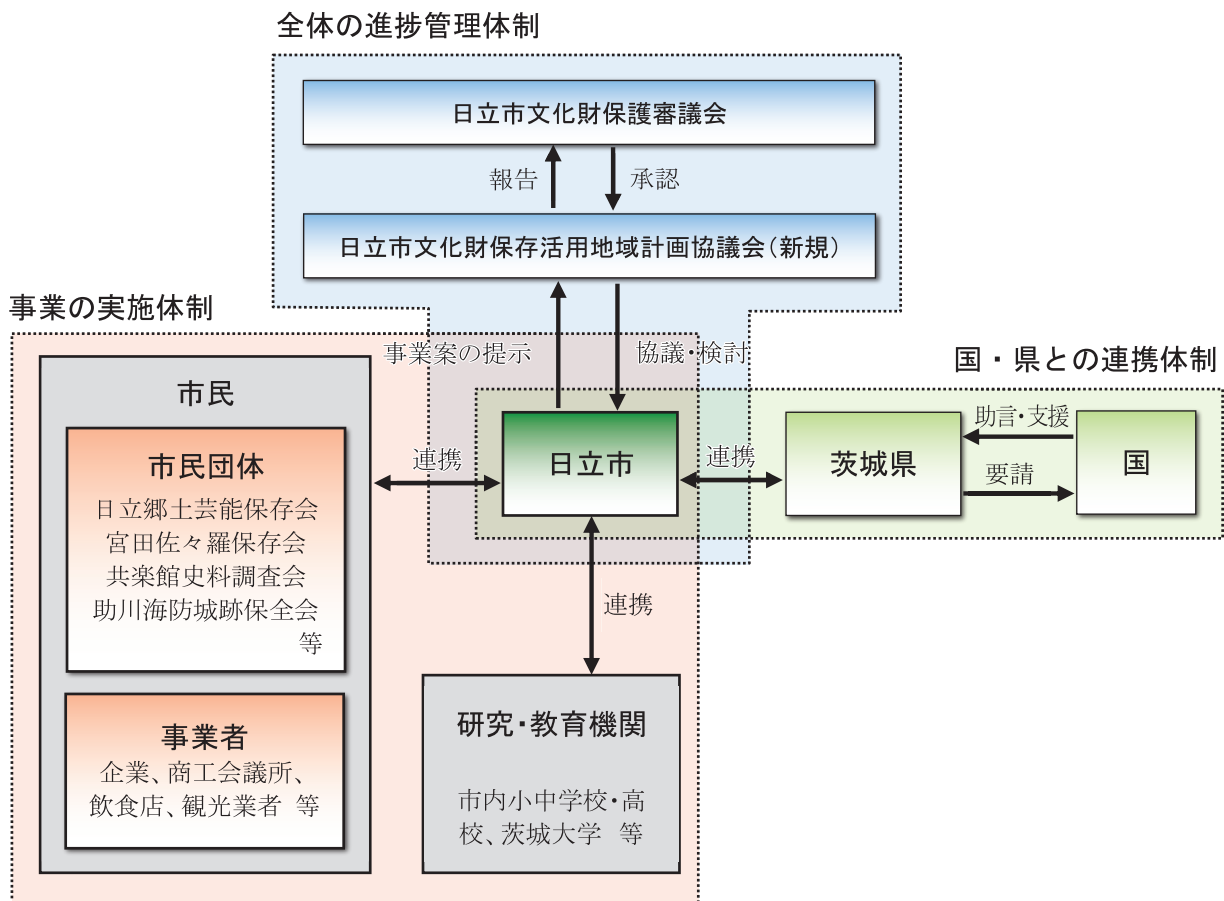 全体の進捗管理体制
日立市文化財保護審議会
報告
承認
日立市文化財保存活用地域計画協議会（新規）
事業の実施体制
事業案の提示
協議・検討
国・県との連携体制
市民
市民団体
日立郷土芸能保存会
宮田佐々羅保存会
共楽館史料調査会
助川海防城跡保全会
等
事業者
企業、商工会議所、
飲食店、観光業者 等
連携
日立市
連携
茨城県
助言・支援
要請
国
連携
研究・教育機関
市内小中学校・高
校、茨城大学 等